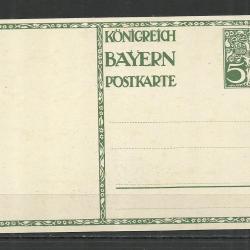 KÖNIGREICH
BAYERN
POSTKARTE
5